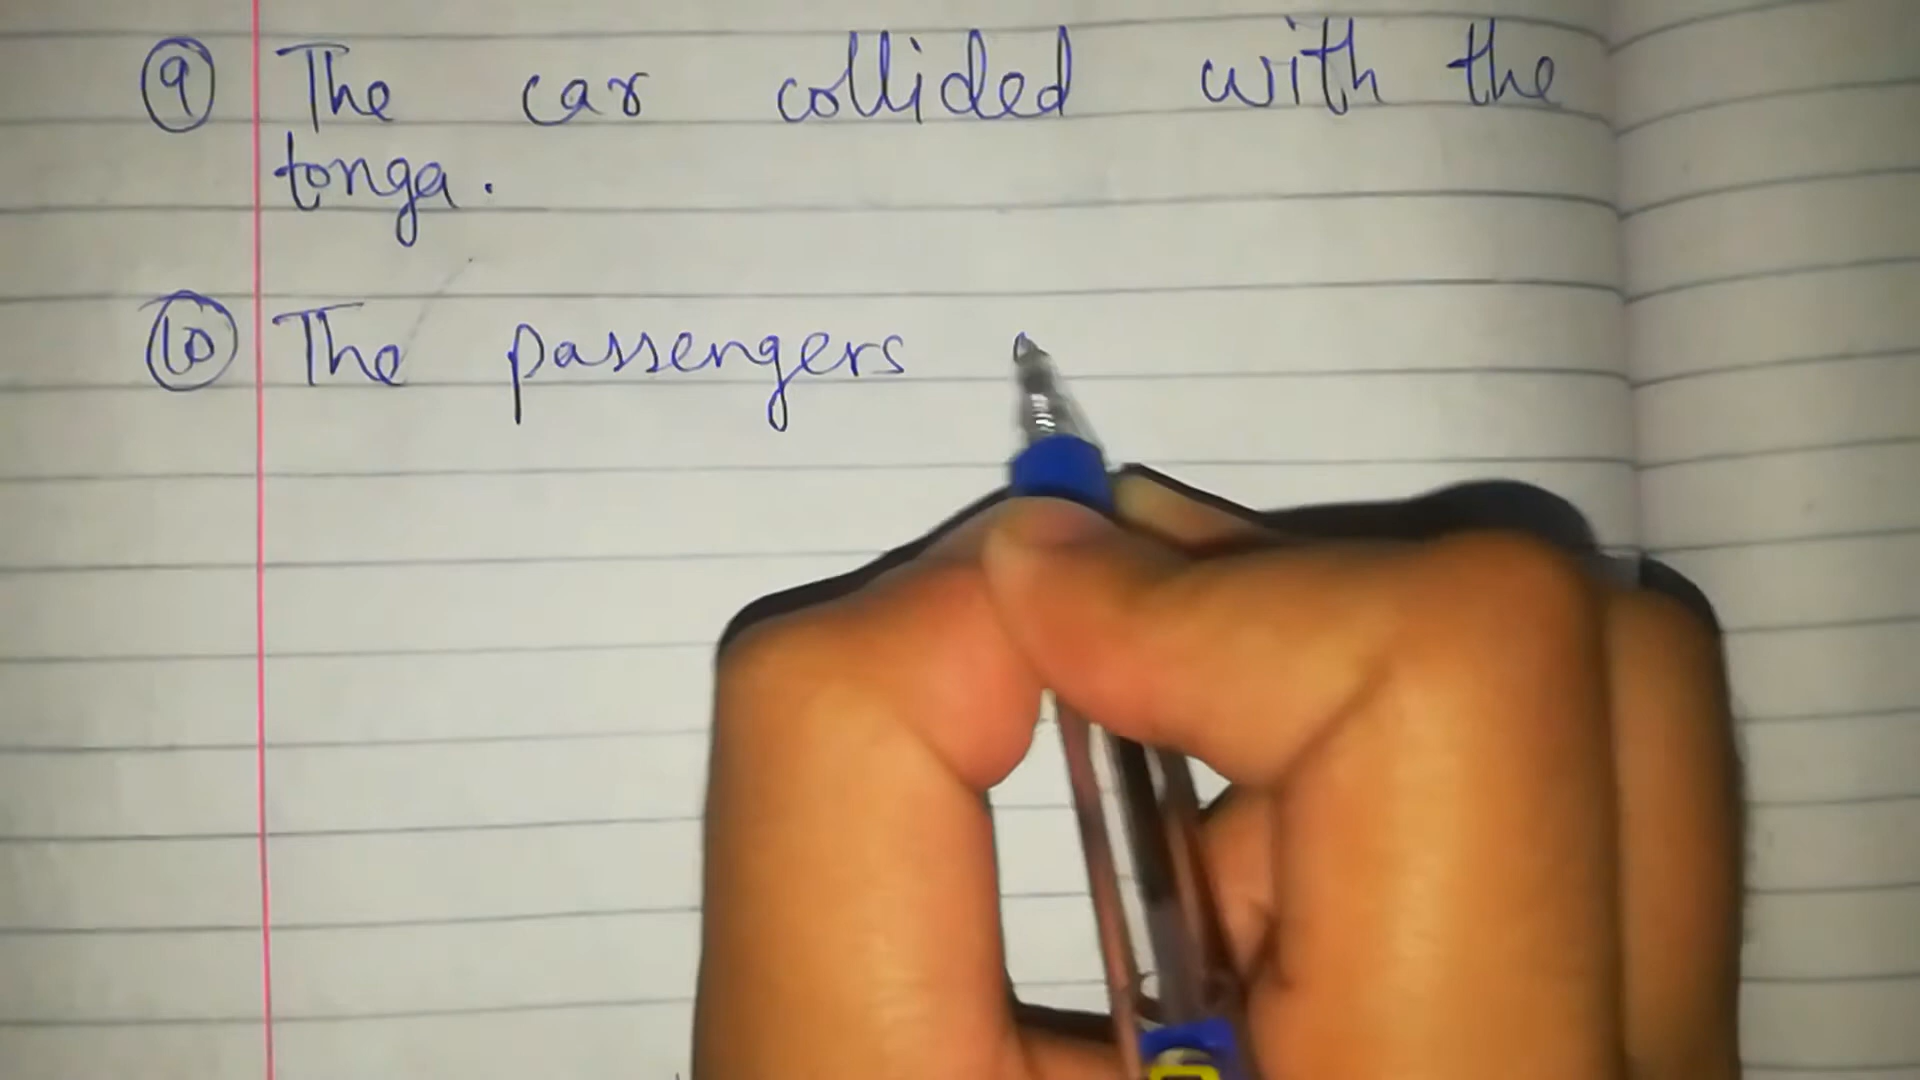 9 The car collided with the
tonga.
10 The passengers